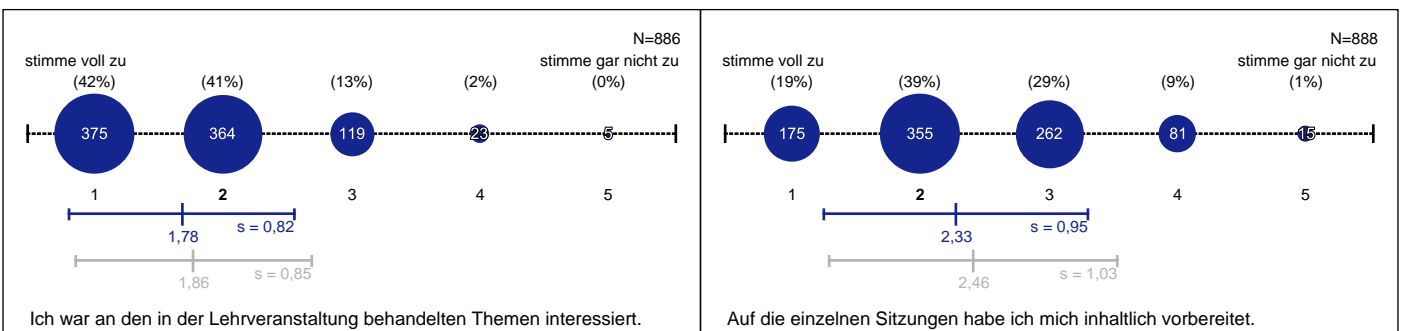 N=886
stimme voll zu stimme gar nicht zu
(42%) (41%) (13%) (2%) (0%)
375 364 119 23 5
1 2 3 4 5
s = 0,82
1,78
s = 0,85
1,86
Ich war an den in der Lehrveranstaltung behandelten Themen interessiert.
N=888
stimme voll zu stimme gar nicht zu
(19%) (39%) (29%) (9%) (1%)
175 355 262 81 15
1 2 3 4 5
s = 0,95
2,33
s = 1,03
2,46
Auf die einzelnen Sitzungen habe ich mich inhaltlich vorbereitet.